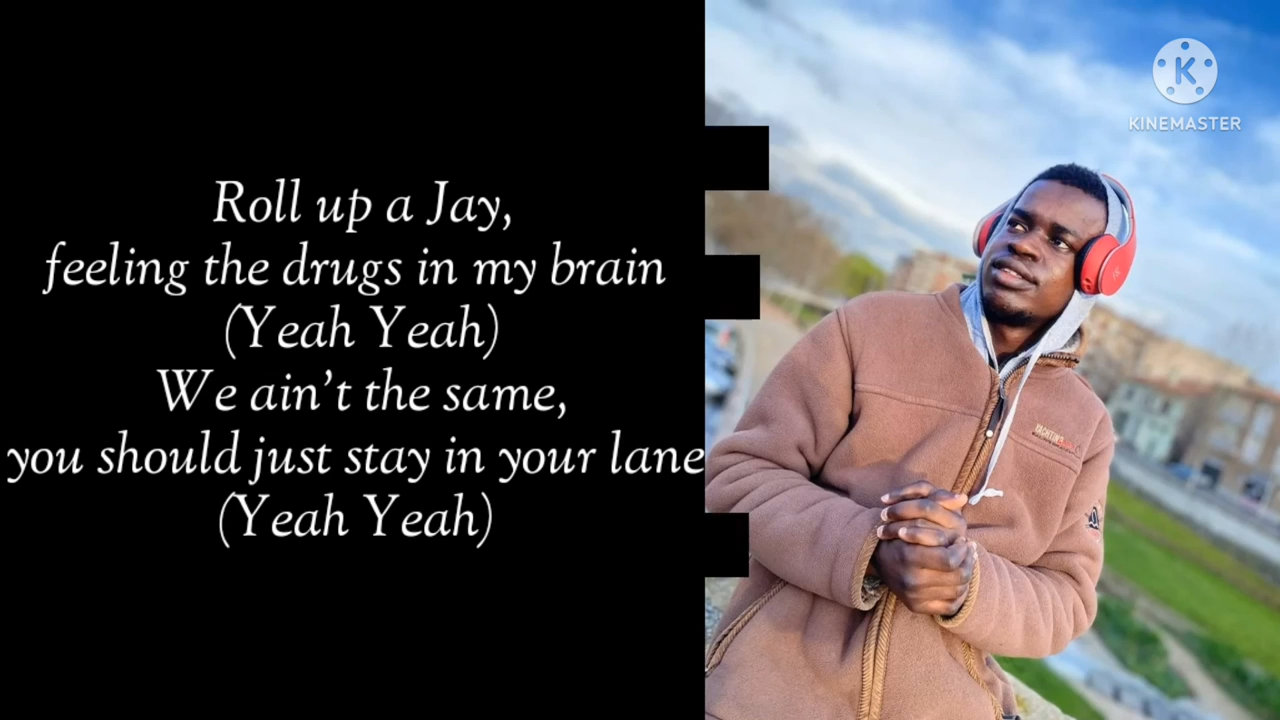 Roll up a Jay,
feeling the drugs in my brain
(Yeah Yeah)
We ain't the same,
you should just stay in your lane
(Yeah Yeah)
K
KINEMASTER